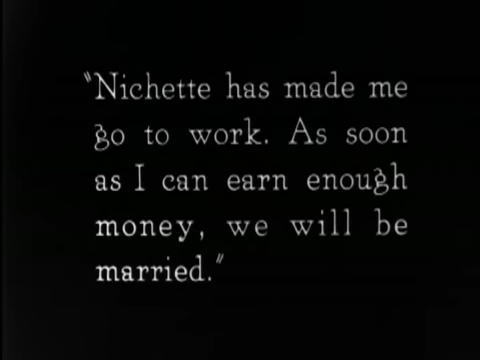 "Nichette has made me
go to work. As soon
as I can earn enough
money, we will be
married."